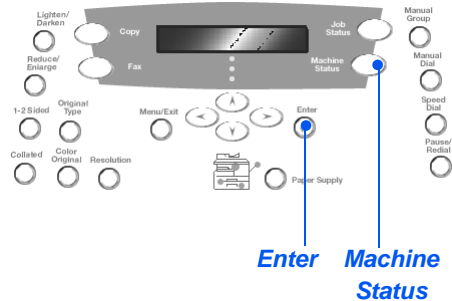 Lighten/
Darken
Copy
Job
Status
Manual
Group
Reduce/
Enlarge
Fax
Machine
Status
Manual
Dial
1-2 Sided
Original
Type
Menu/Exit
Enter
Speed
Dial
Collated
Color
Original
Resolution
Paper Supply
Pause/
Redial
Enter
Machine
Status